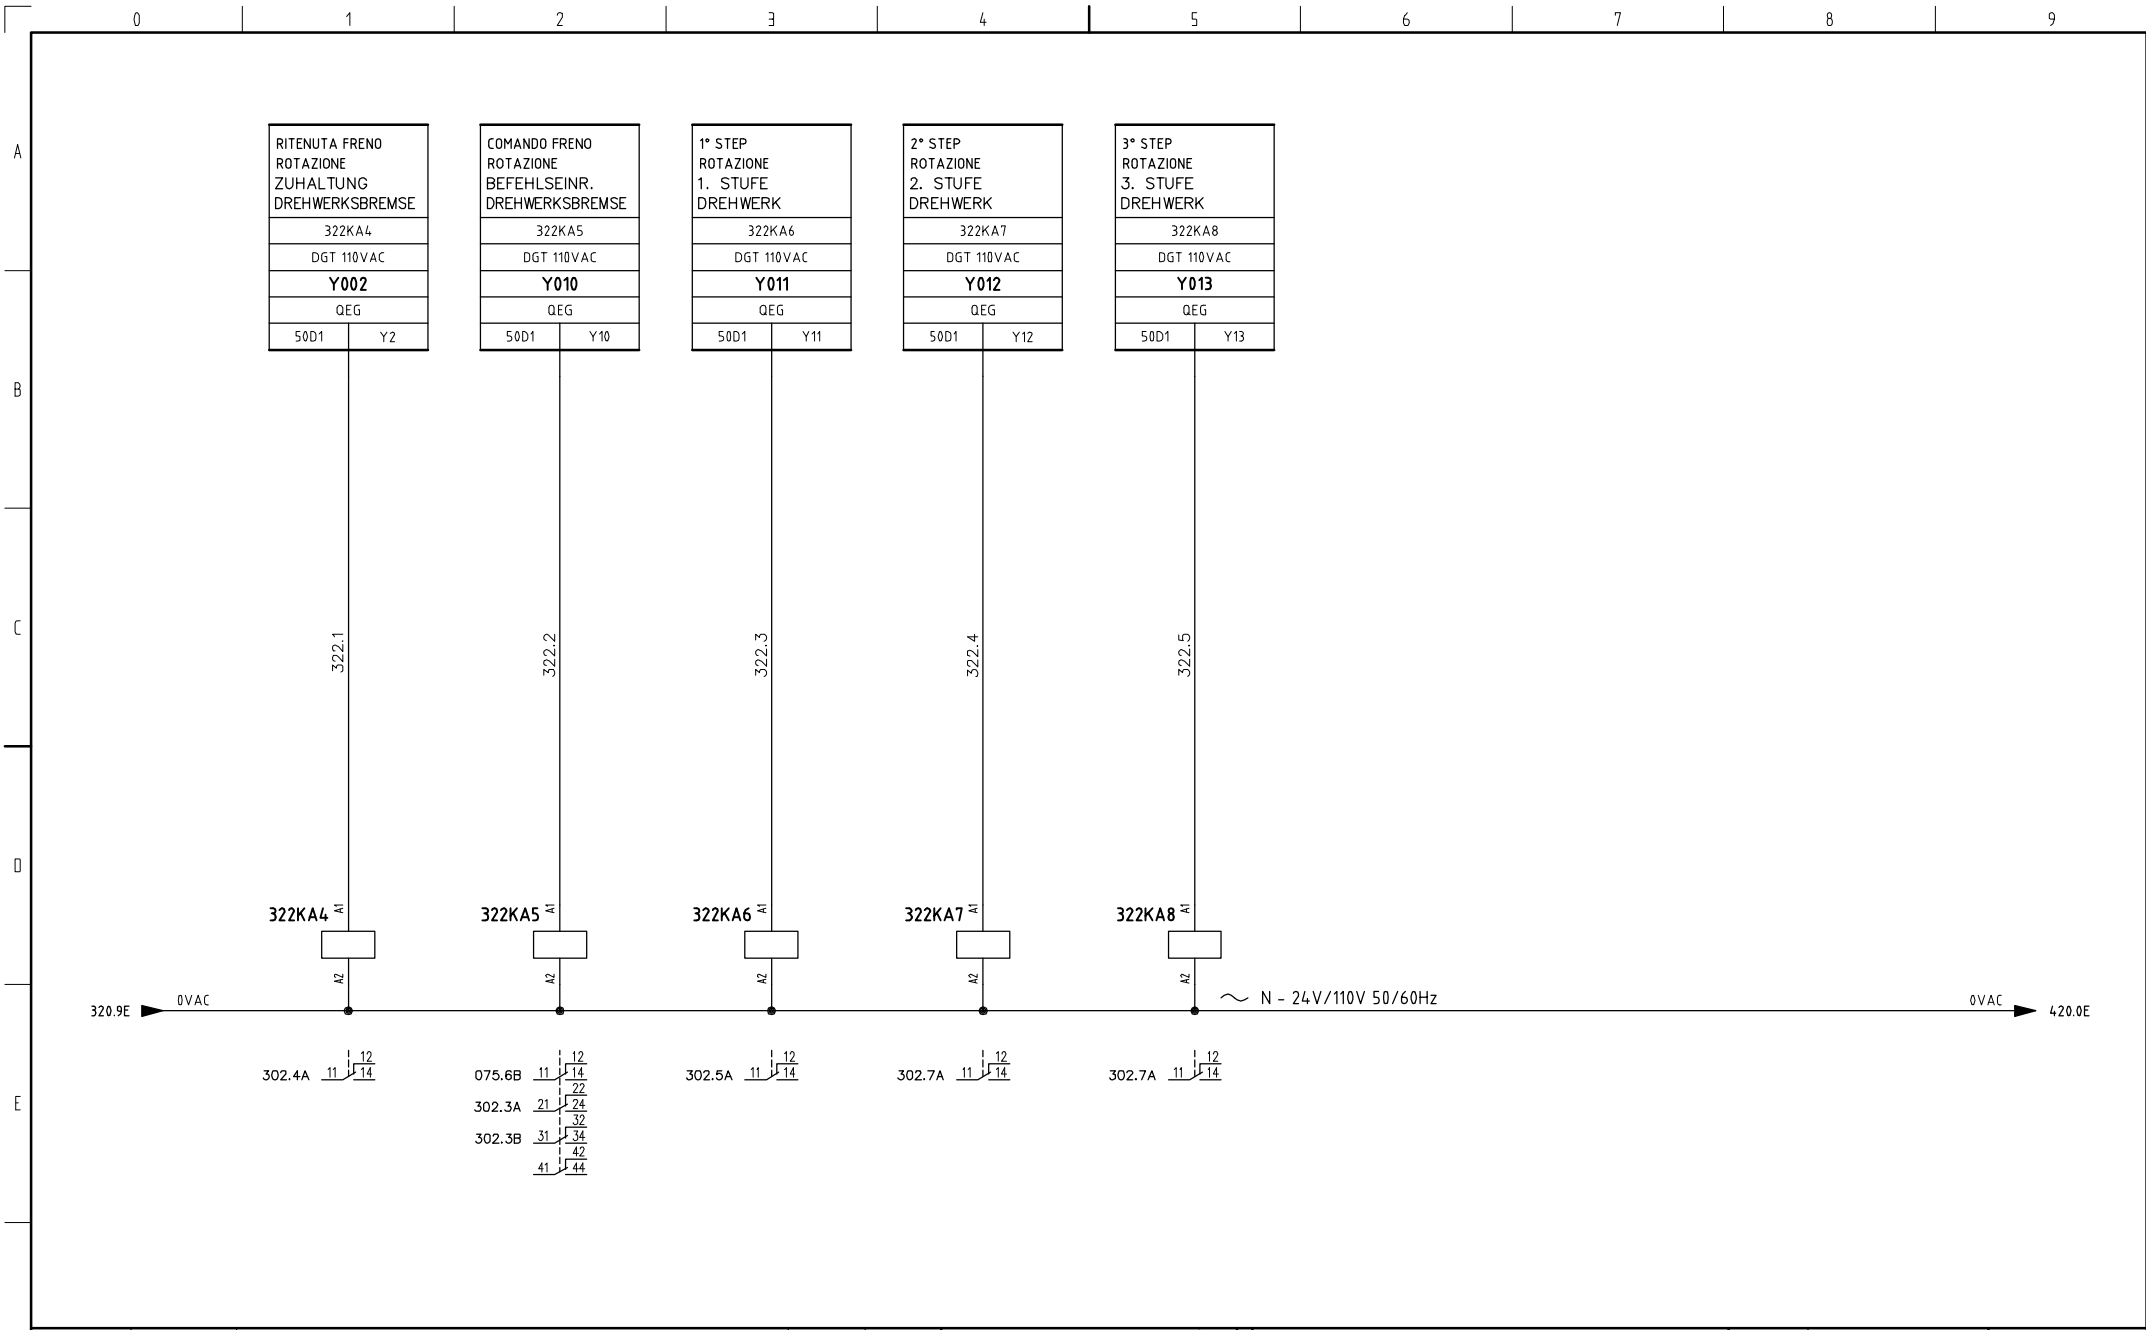 0 1 2 3 4 5 6 7 8 9
A
RITENUTA FRENO
ROTAZIONE
ZUHALTUNG
DREHWERKSBREMSE
322KA4
DGT 110VAC
Y002
QEG
50D1 Y2
COMANDO FRENO
ROTAZIONE
BEFEHLSEINR.
DREHWERKSBREMSE
322KA5
DGT 110VAC
Y010
QEG
50D1 Y10
1° STEP
ROTAZIONE
1. STUFE
DREHWERK
322KA6
DGT 110VAC
Y011
QEG
50D1 Y11
2° STEP
ROTAZIONE
2. STUFE
DREHWERK
322KA7
DGT 110VAC
Y012
QEG
50D1 Y12
3° STEP
ROTAZIONE
3. STUFE
DREHWERK
322KA8
DGT 110VAC
Y013
QEG
50D1 Y13
B
C
322.1 322.2 322.3 322.4 322.5
D
322KA4 A1 322KA5 A1 322KA6 A1 322KA7 A1 322KA8 A1
A2 A2 A2 A2 A2
320.9E 0VAC N - 24V/110V 50/60Hz 0VAC 420.0E
E
302.4A 11 12 14
075.6B 11 12 14
302.3A 21 22 24
302.3B 31 32 34
41 42 44
302.5A 11 12 14
302.7A 11 12 14
302.7A 11 12 14